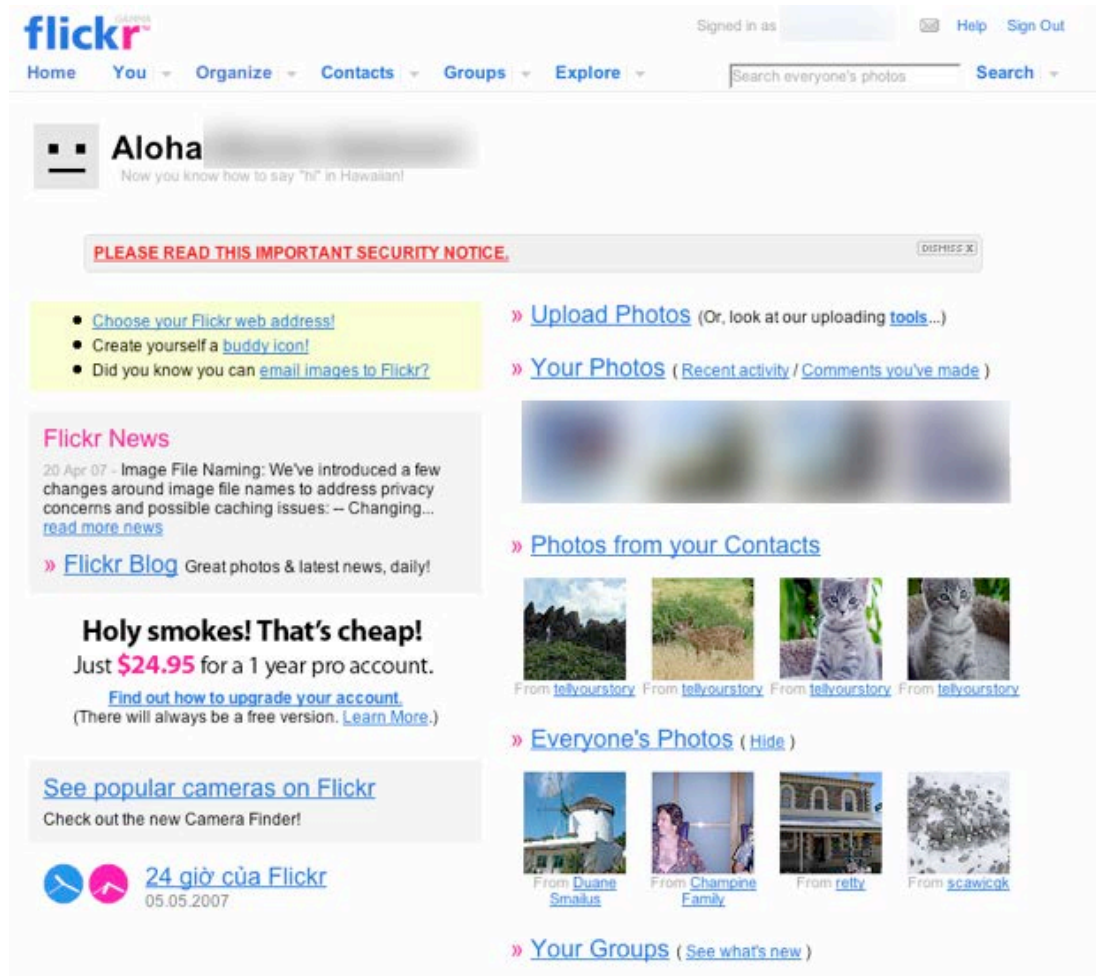 flickr GAMMA
Signed in as
Help Sign Out
Home You Organize Contacts Groups Explore
Search everyone's photos
Search
Aloha
Now you know how to say "hi" in Hawaiian!
PLEASE READ THIS IMPORTANT SECURITY NOTICE.
DISMISS X
• Choose your Flickr web address!
• Create yourself a buddy icon!
• Did you know you can email images to Flickr?
Flickr News
20 Apr 07 - Image File Naming: We've introduced a few
changes around image file names to address privacy
concerns and possible caching issues: -- Changing...
read more news
» Flickr Blog Great photos & latest news, daily!
Holy smokes! That's cheap!
Just $24.95 for a 1 year pro account.
Find out how to upgrade your account.
(There will always be a free version. Learn More.)
See popular cameras on Flickr
Check out the new Camera Finder!
24 giờ của Flickr
05.05.2007
» Upload Photos (Or, look at our uploading tools...)
» Your Photos ( Recent activity / Comments you've made )
» Photos from your Contacts
From tellyourstory From tellyourstory From tellyourstory From tellyourstory
» Everyone's Photos ( Hide )
From Duane Smailus
From Champine Family
From retty
From scawjcgk
» Your Groups ( See what's new )